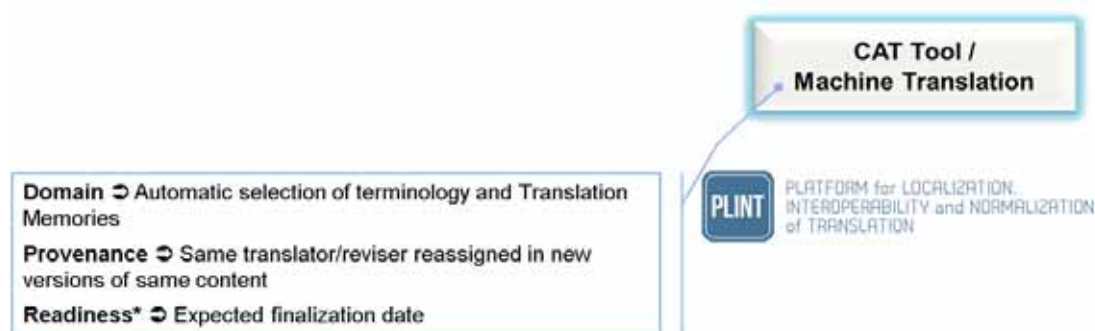 CAT Tool /
Machine Translation
Domain ➲ Automatic selection of terminology and Translation
Memories
Provenance ➲ Same translator/reviser reassigned in new
versions of same content
Readiness* ➲ Expected finalization date
PLINT
PLATFORM for LOCALIZATION,
INTEROPERABILITY and NORMALIZATION
of TRANSLATION